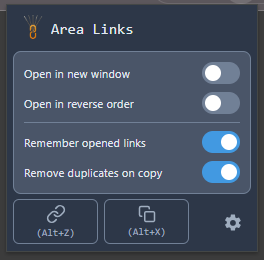 Area Links
Open in new window
Open in reverse order
Remember opened links
Remove duplicates on copy
(Alt+Z)
(Alt+X)